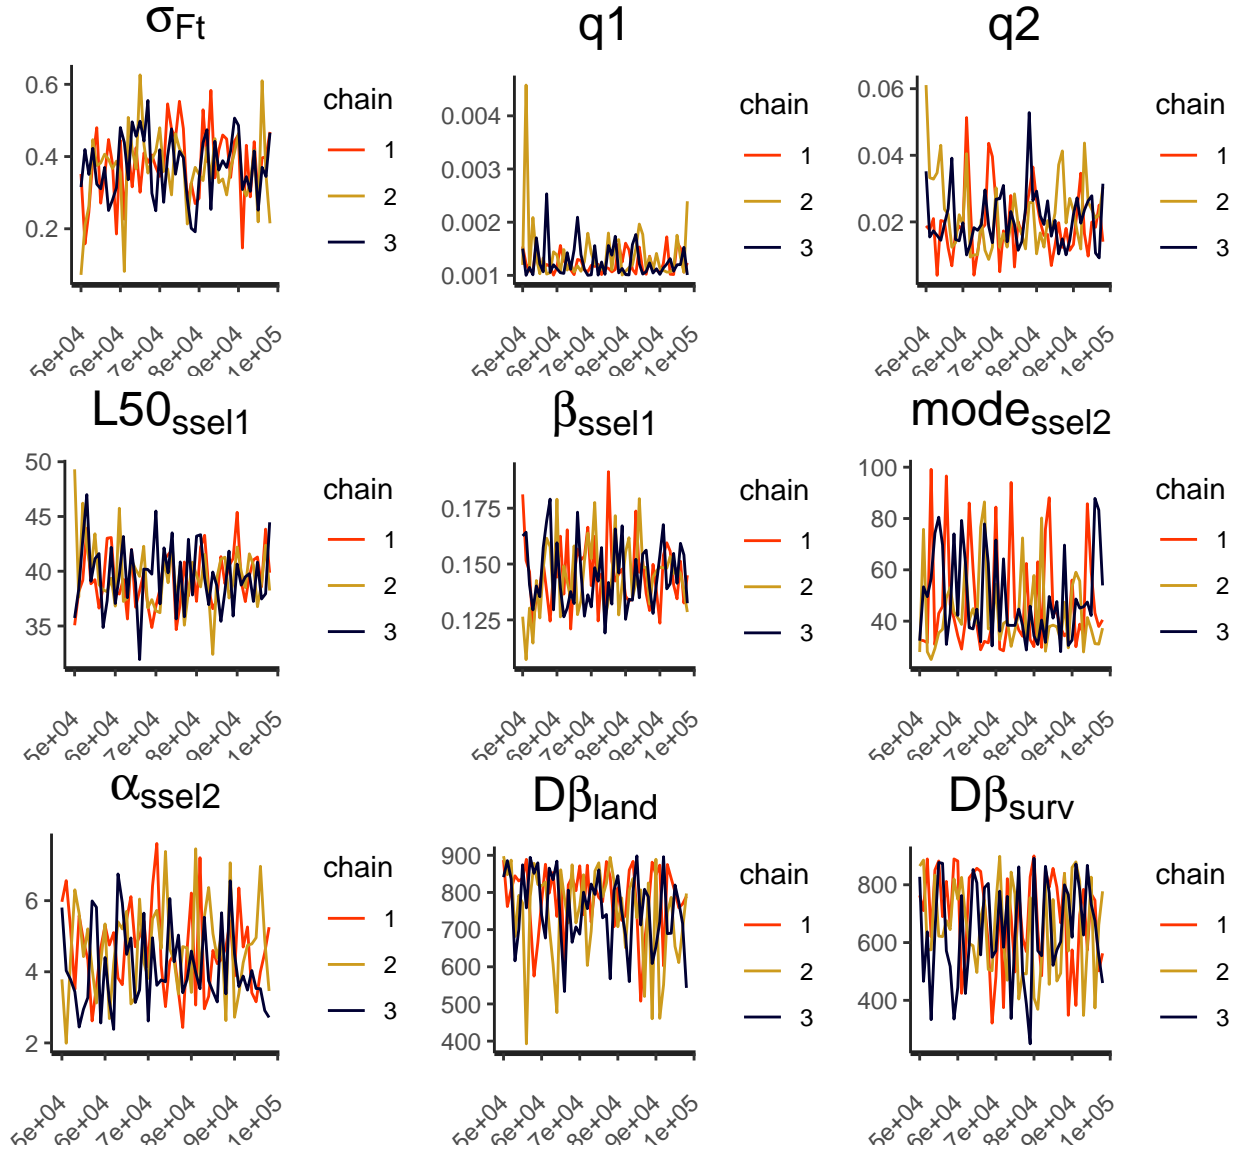 σFt q1 q2
0.6
0.4
0.2
5e+04 6e+04 7e+04 8e+04 9e+04 1e+05
chain
1
2
3
0.004
0.003
0.002
0.001
5e+04 6e+04 7e+04 8e+04 9e+04 1e+05
chain
1
2
3
0.06
0.04
0.02
5e+04 6e+04 7e+04 8e+04 9e+04 1e+05
chain
1
2
3
L50ssel1 βssel1 modessel2
50
45
40
35
5e+04 6e+04 7e+04 8e+04 9e+04 1e+05
chain
1
2
3
0.175
0.150
0.125
5e+04 6e+04 7e+04 8e+04 9e+04 1e+05
chain
1
2
3
100
80
60
40
5e+04 6e+04 7e+04 8e+04 9e+04 1e+05
chain
1
2
3
αssel2 Dβland Dβsurv
6
4
2
5e+04 6e+04 7e+04 8e+04 9e+04 1e+05
chain
1
2
3
900
800
700
600
500
400
5e+04 6e+04 7e+04 8e+04 9e+04 1e+05
chain
1
2
3
800
600
400
5e+04 6e+04 7e+04 8e+04 9e+04 1e+05
chain
1
2
3